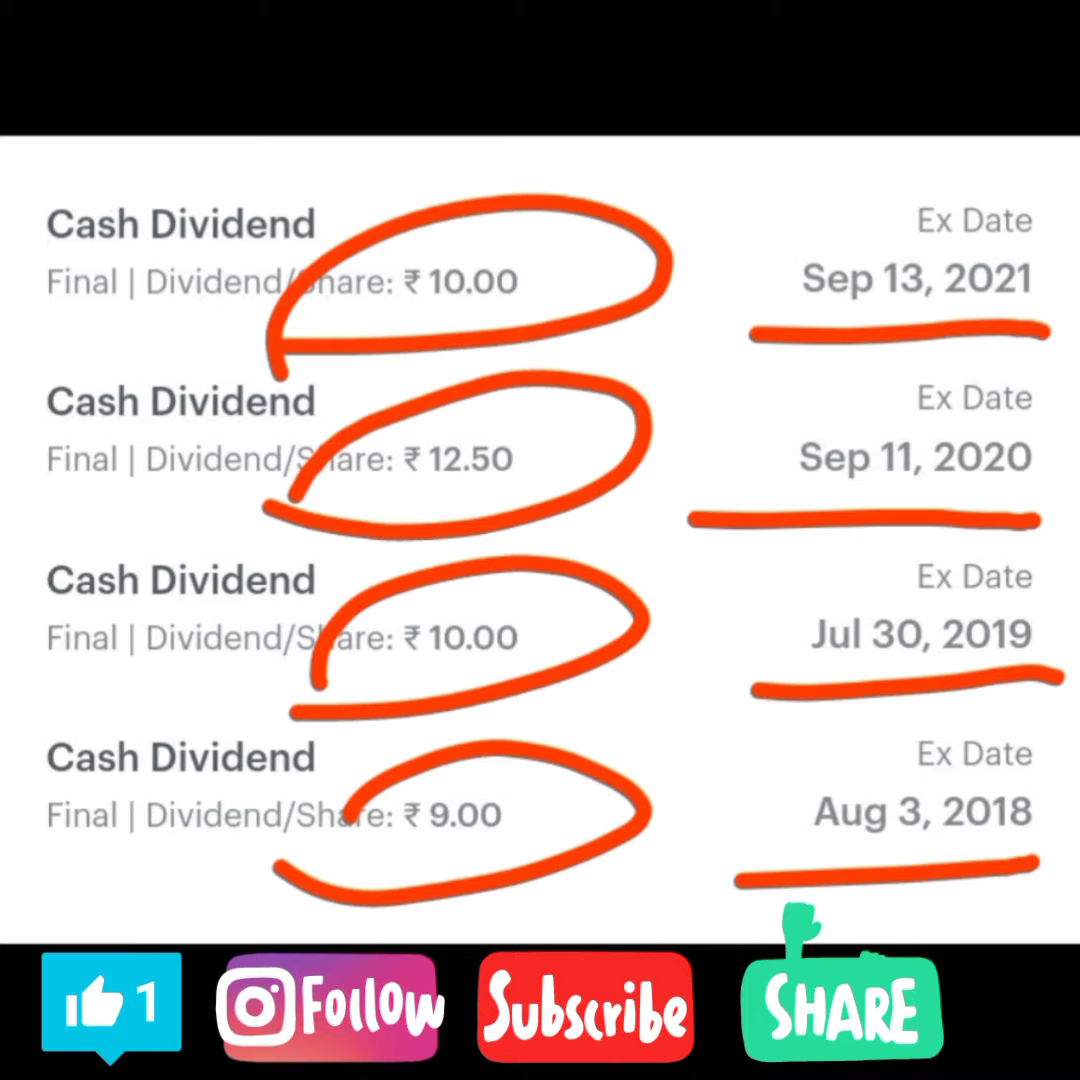 Cash Dividend
Ex Date
Final | Dividend/Share: ₹ 10.00
Sep 13, 2021
Cash Dividend
Ex Date
Final | Dividend/Share: ₹ 12.50
Sep 11, 2020
Cash Dividend
Ex Date
Final | Dividend/Share: ₹ 10.00
Jul 30, 2019
Cash Dividend
Ex Date
Final | Dividend/Share: ₹ 9.00
Aug 3, 2018
1
Follow
Subscribe
SHARE